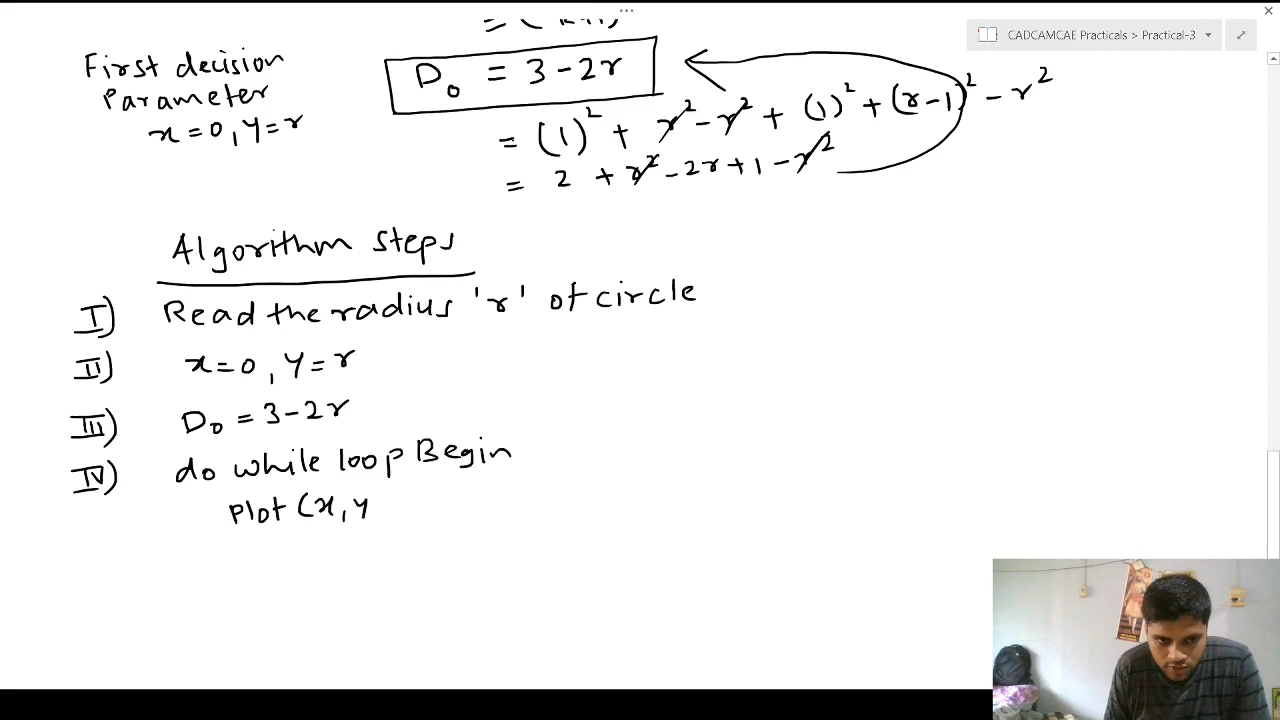 CADCAMCAE Practicals > Practical-3
First decision
Parameter
x=0, y=r
D₀ = 3-2r
= (1)² + r² - r² + (1)² + (r-1)² - r²
= 2 + r² - 2r + 1 - r²
Algorithm steps
I) Read the radius 'r' of circle
II) x=0, y=r
III) D₀ = 3-2r
IV) do while loop Begin
Plot (x, y